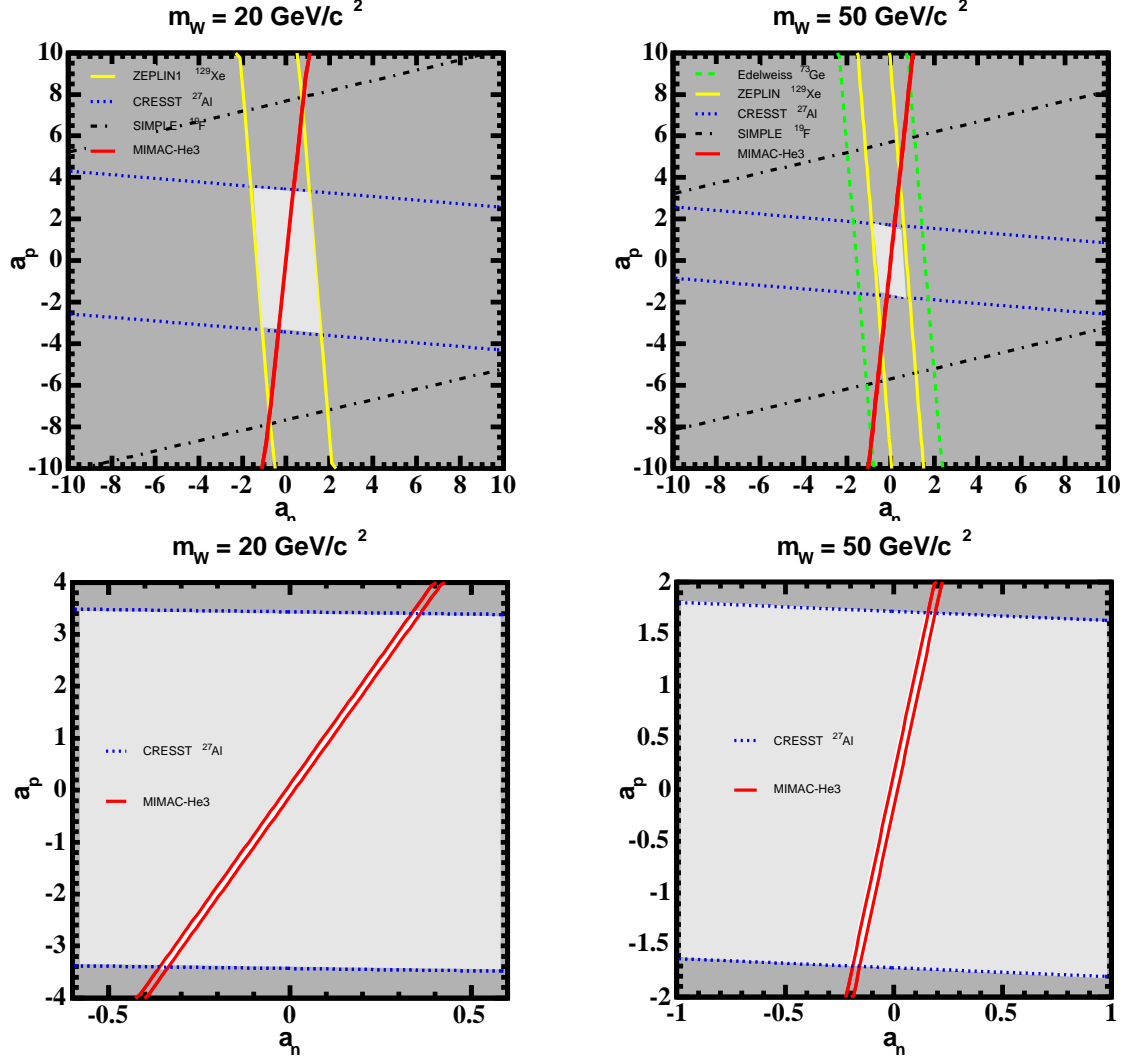 m_W = 20 GeV/c ²
a_p
10
8
6
4
2
0
-2
-4
-6
-8
-10
ZEPLIN1 ¹²⁹Xe
CRESST ²⁷Al
SIMPLE ¹⁹F
MIMAC-He3
-10 -8 -6 -4 -2 0 2 4 6 8 10
a_n
m_W = 50 GeV/c ²
a_p
10
8
6
4
2
0
-2
-4
-6
-8
-10
Edelweiss ⁷³Ge
ZEPLIN ¹²⁹Xe
CRESST ²⁷Al
SIMPLE ¹⁹F
MIMAC-He3
-10 -8 -6 -4 -2 0 2 4 6 8 10
a_n
m_W = 20 GeV/c ²
a_p
4
3
2
1
0
-1
-2
-3
-4
CRESST ²⁷Al
MIMAC-He3
-0.5 0 0.5
a_n
m_W = 50 GeV/c ²
a_p
2
1.5
1
0.5
0
-0.5
-1
-1.5
-2
CRESST ²⁷Al
MIMAC-He3
-1 -0.5 0 0.5 1
a_n